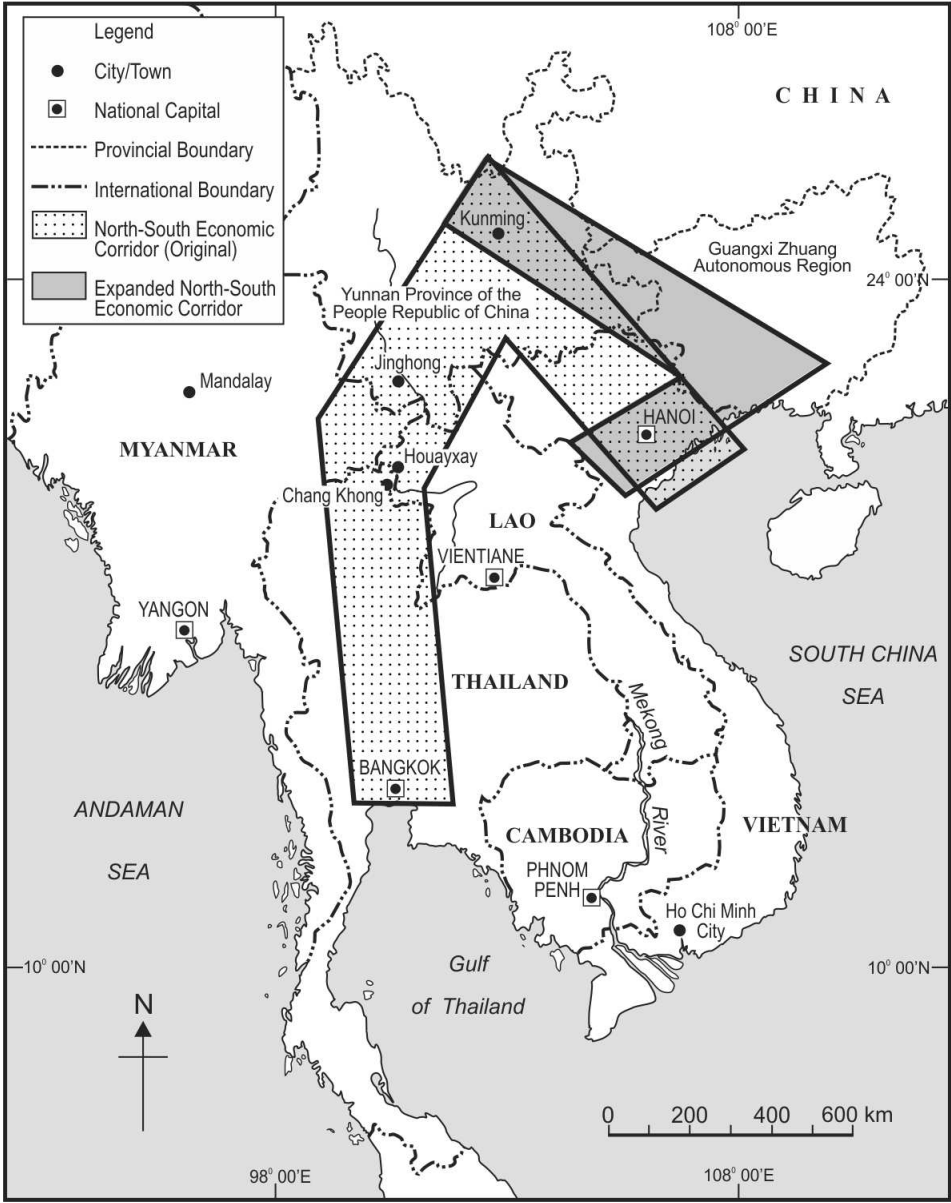 Legend
City/Town
National Capital
Provincial Boundary
International Boundary
North-South Economic
Corridor (Original)
Expanded North-South
Economic Corridor
108° 00'E
CHINA
Kunming
Guangxi Zhuang
Autonomous Region
24° 00'N
Yunnan Province of the
People Republic of China
Jinghong
Mandalay
HANOI
MYANMAR
Houayxay
Chang Khong
LAO
VIENTIANE
YANGON
SOUTH CHINA
SEA
THAILAND
Mekong
River
BANGKOK
ANDAMAN
SEA
CAMBODIA
VIETNAM
PHNOM
PENH
Ho Chi Minh
City
10° 00'N
10° 00'N
Gulf
of Thailand
N
0 200 400 600 km
98° 00'E
108° 00'E